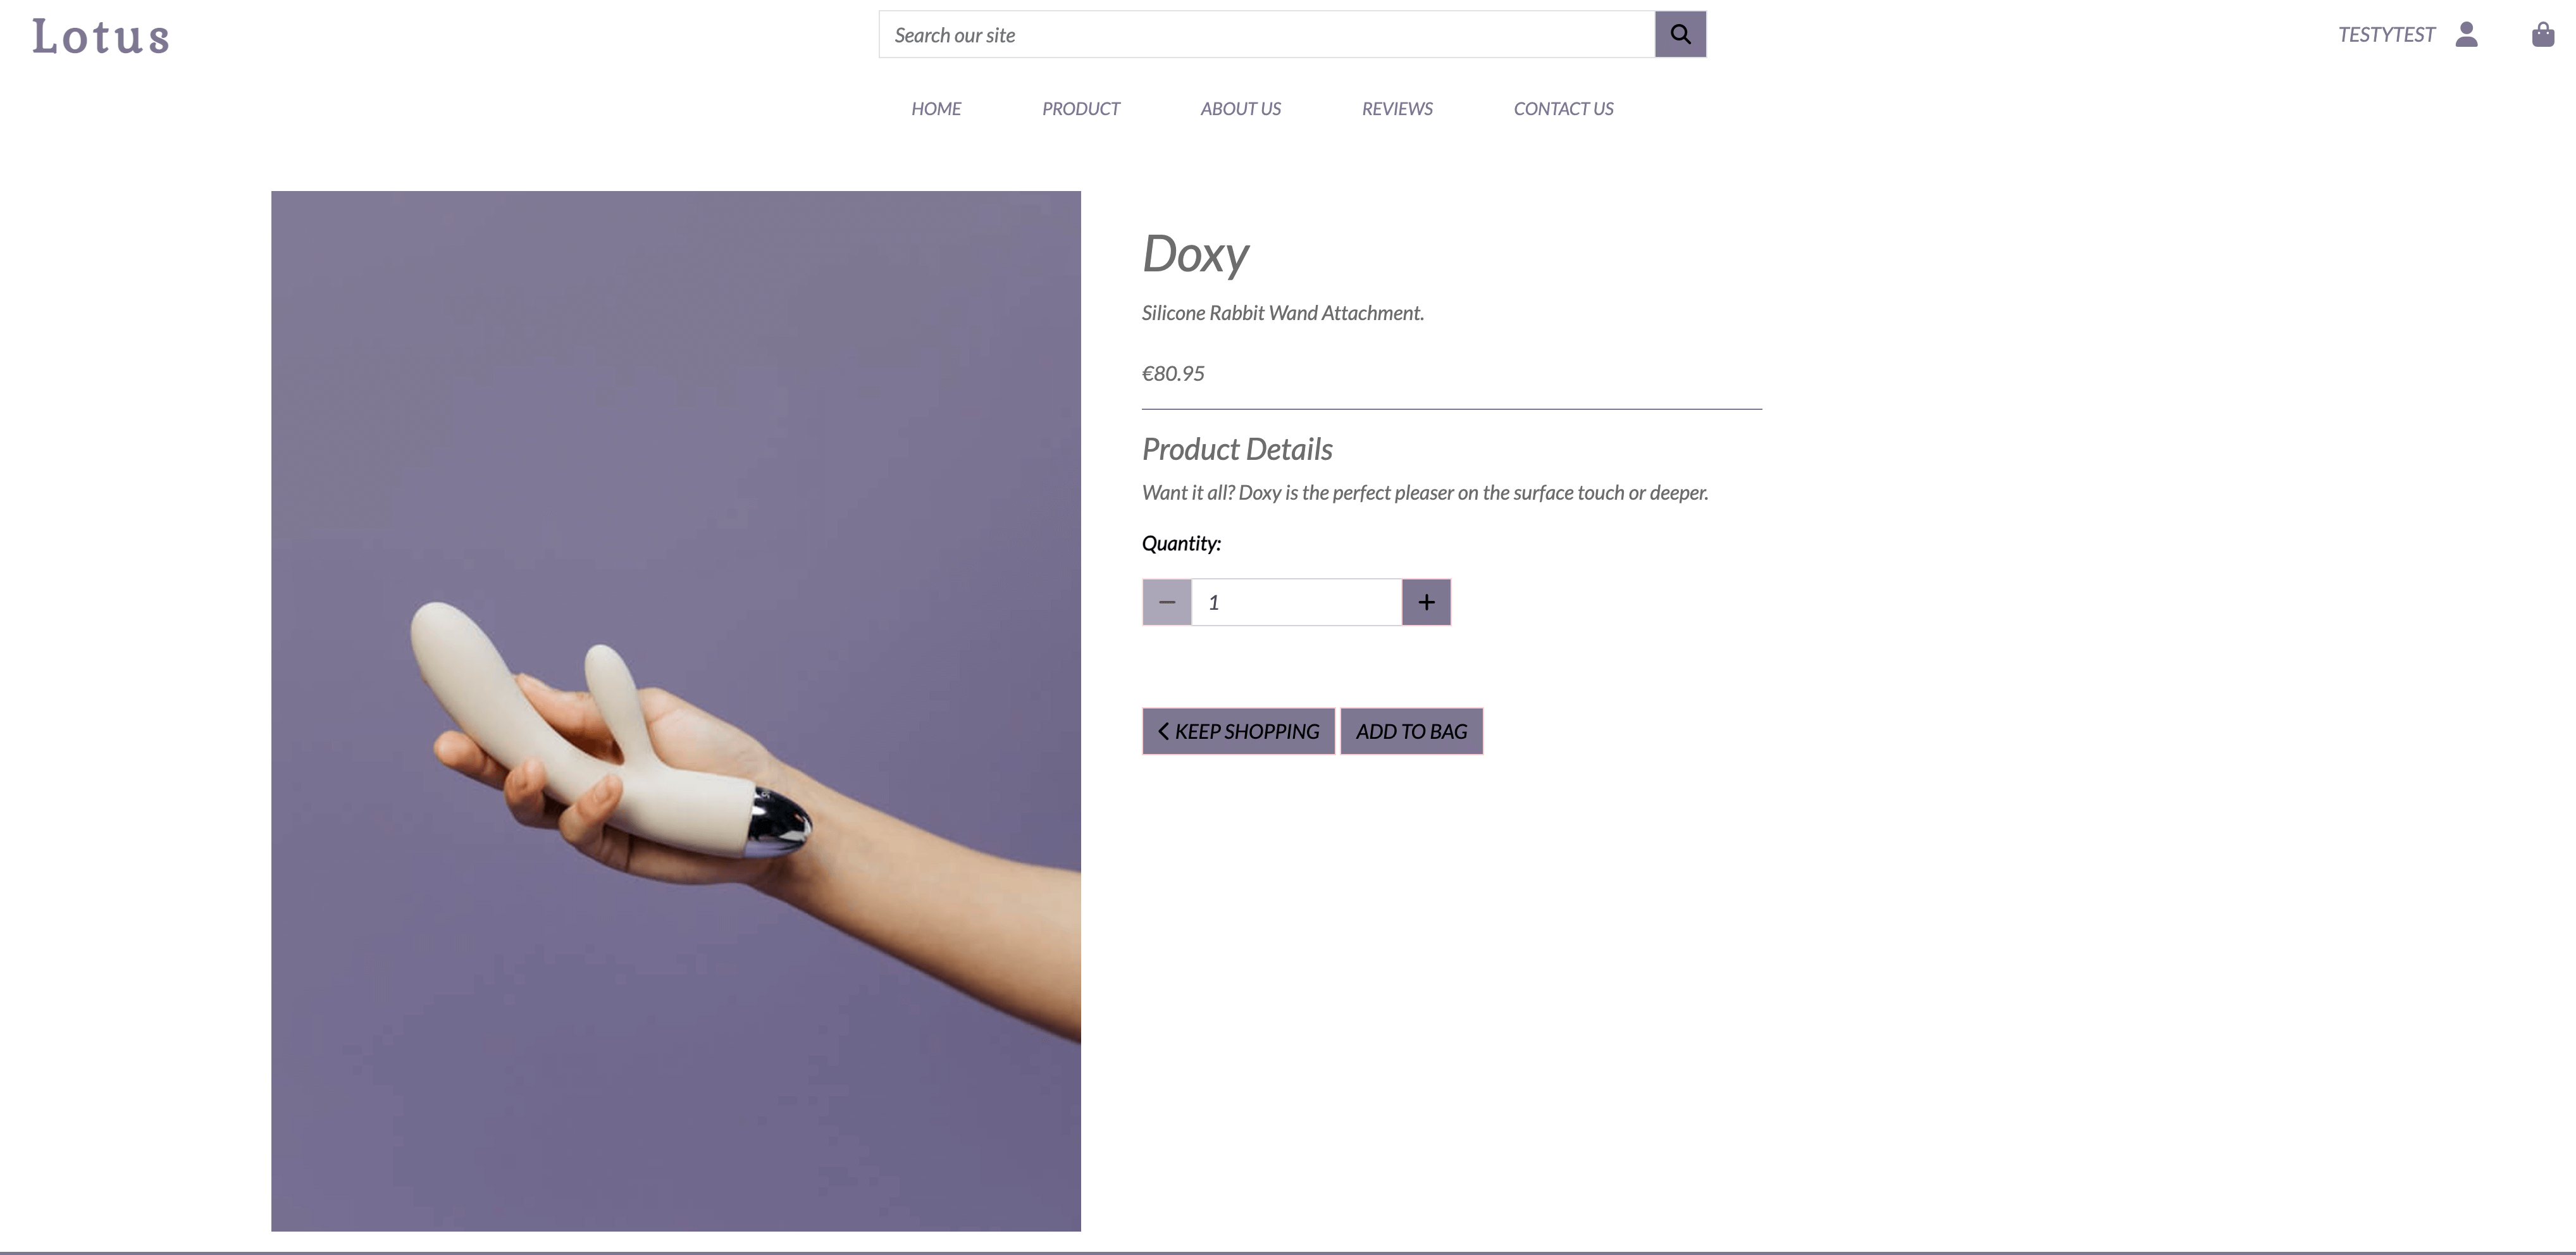 Lotus
Search our site
TESTYTEST
HOME PRODUCT ABOUT US REVIEWS CONTACT US
Doxy
Silicone Rabbit Wand Attachment.
€80.95
Product Details
Want it all? Doxy is the perfect pleaser on the surface touch or deeper.
Quantity:
1
KEEP SHOPPING ADD TO BAG